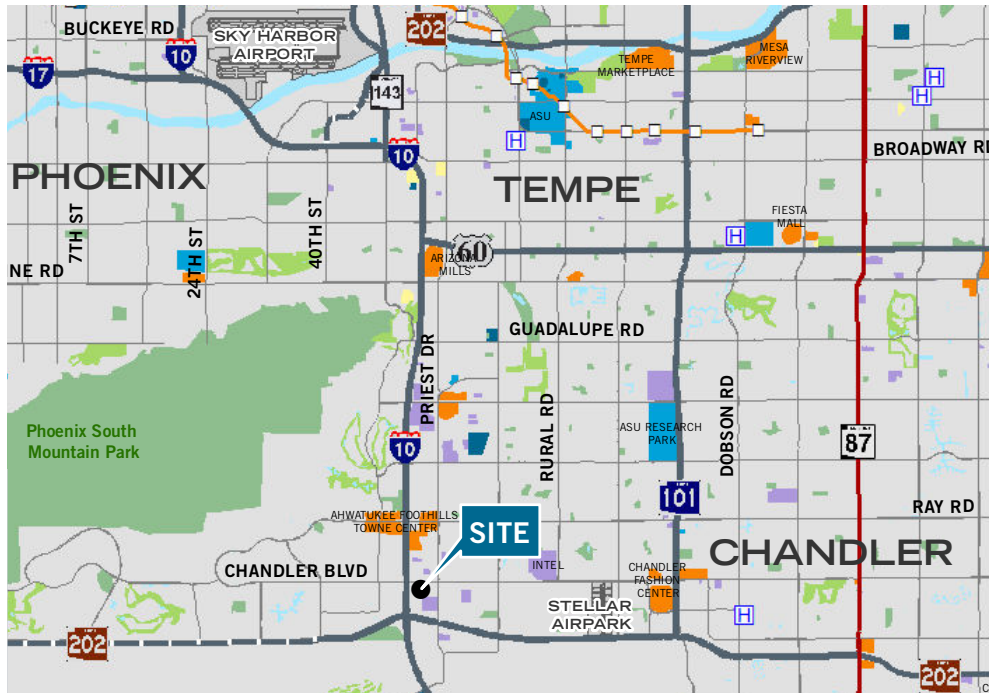 BUCKEYE RD
SKY HARBOR
AIRPORT
202
10
17
143
TEMPE
MARKETPLACE
MESA
RIVERVIEW
H
H
ASU
H
10
BROADWAY RD
PHOENIX
TEMPE
7TH ST
24TH ST
40TH ST
FIESTA
MALL
H
60
ARIZONA
MILLS
NE RD
GUADALUPE RD
PRIEST DR
RURAL RD
DOBSON RD
Phoenix South
Mountain Park
ASU RESEARCH
PARK
10
87
101
RAY RD
AHWATUKEE FOOTHILLS
TOWNE CENTER
SITE
CHANDLER
CHANDLER BLVD
INTEL
CHANDLER
FASHION
CENTER
STELLAR
AIRPARK
H
202
202
C